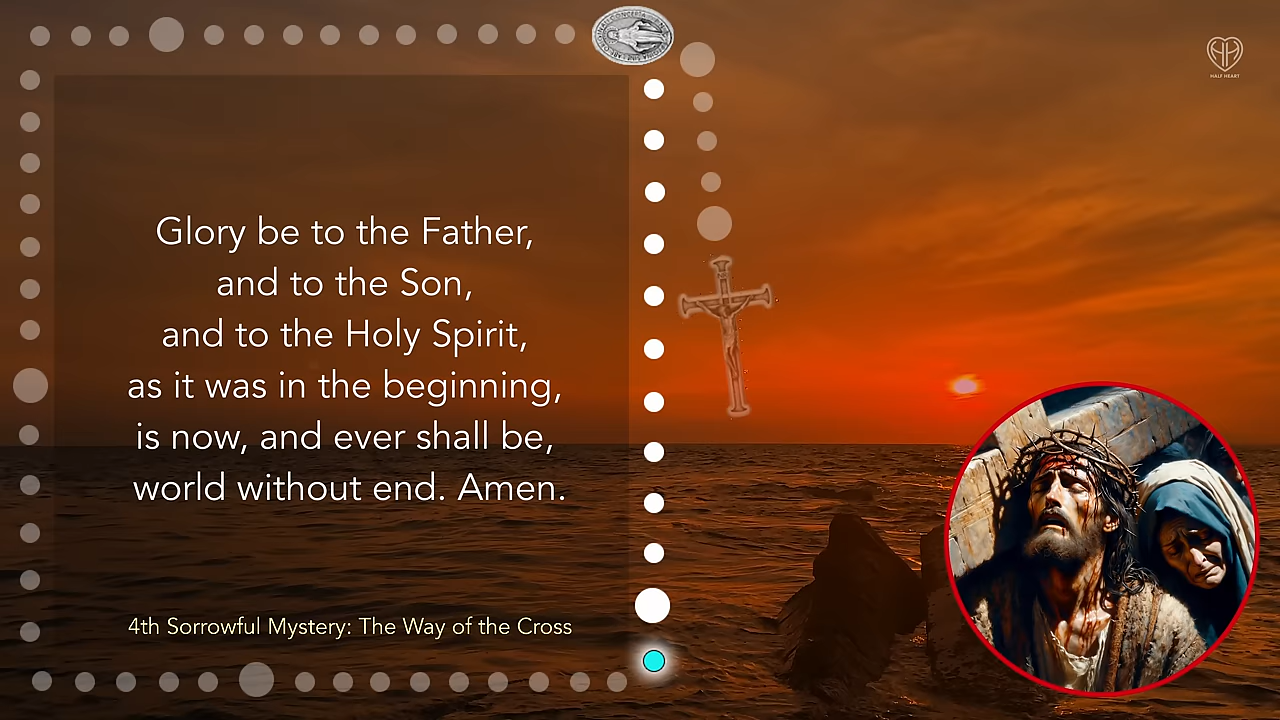 HALF HEART
Glory be to the Father,
and to the Son,
and to the Holy Spirit,
as it was in the beginning,
is now, and ever shall be,
world without end. Amen.
4th Sorrowful Mystery: The Way of the Cross